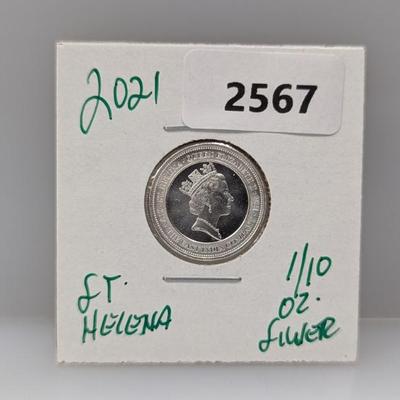 2021
2567
ST.
HELENA
1/10
OZ.
SILVER